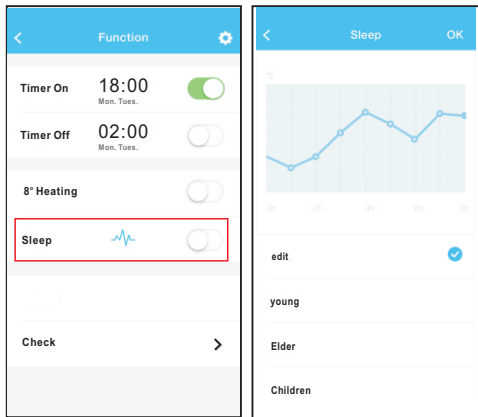 Function
Timer On 18:00
Mon. Tues.
Timer Off 02:00
Mon. Tues.
8° Heating
Sleep
Check
Sleep OK
℃
0h 2h 4h 6h 8h
edit
young
Elder
Children